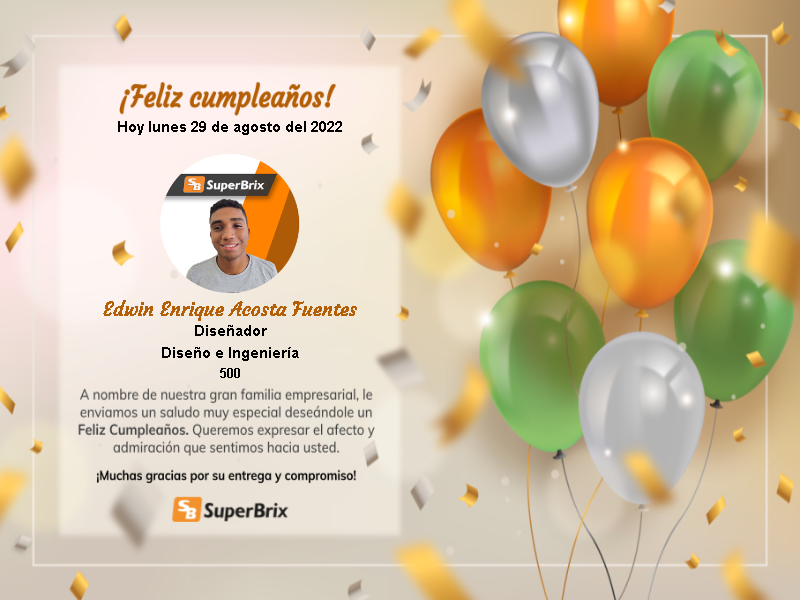 ¡Feliz cumpleaños!
Hoy lunes 29 de agosto del 2022
SB SuperBrix
Edwin Enrique Acosta Fuentes
Diseñador
Diseño e Ingeniería
500
A nombre de nuestra gran familia empresarial, le
enviamos un saludo muy especial deseándole un
Feliz Cumpleaños. Queremos expresar el afecto y
admiración que sentimos hacia usted.
¡Muchas gracias por su entrega y compromiso!
SB SuperBrix